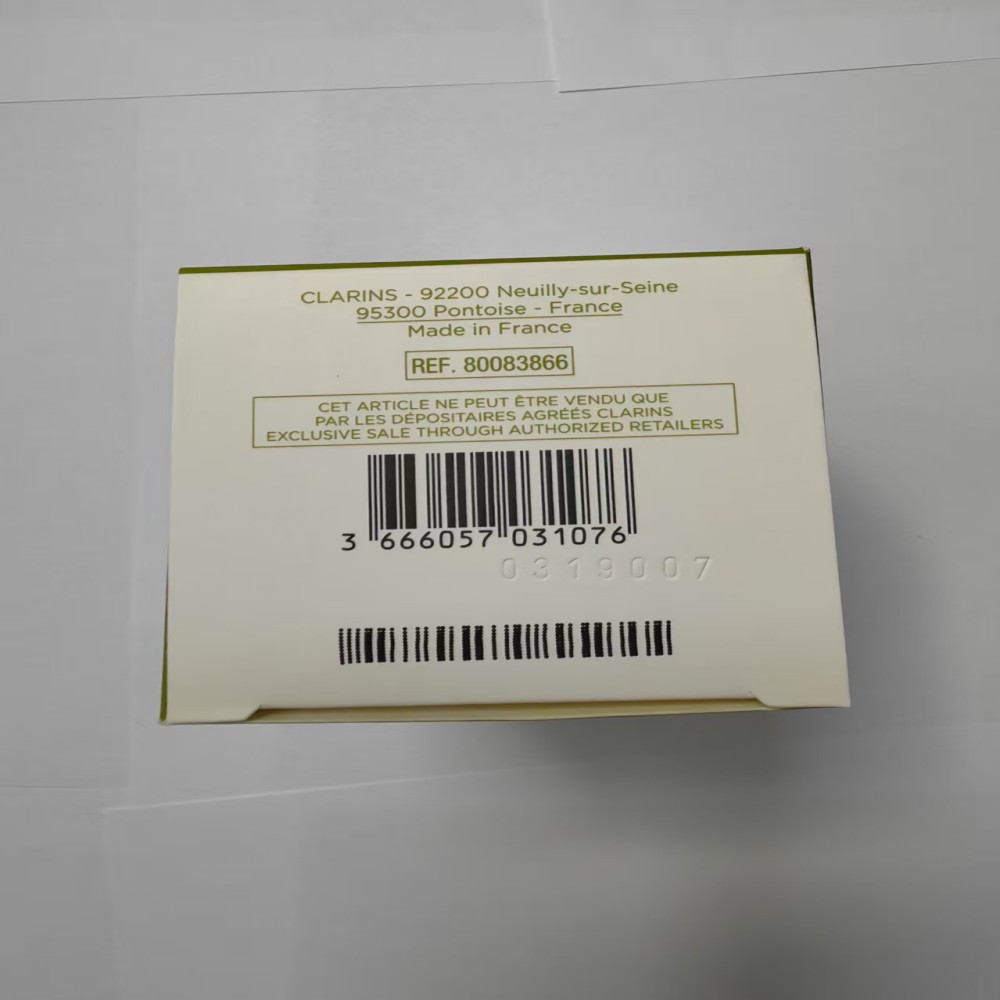 CLARINS - 92200 Neuilly-sur-Seine
95300 Pontoise - France
Made in France
REF. 80083866
CET ARTICLE NE PEUT ÊTRE VENDU QUE
PAR LES DÉPOSITAIRES AGRÉÉS CLARINS
EXCLUSIVE SALE THROUGH AUTHORIZED RETAILERS
3 666057 031076
0319007